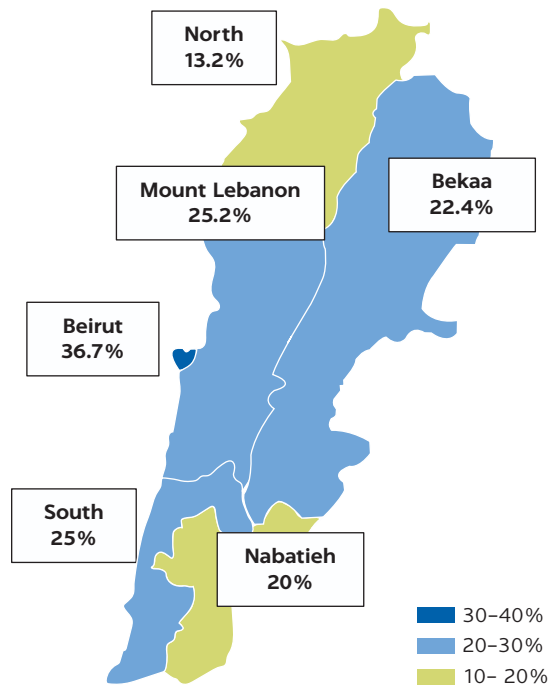 North
13.2%
Mount Lebanon
25.2%
Bekaa
22.4%
Beirut
36.7%
South
25%
Nabatieh
20%
30–40%
20–30%
10– 20%